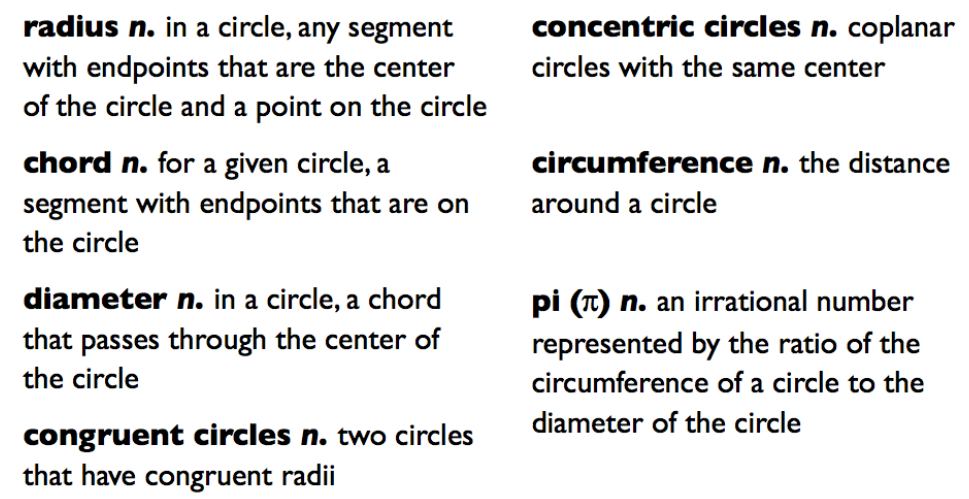 radius n. in a circle, any segment
with endpoints that are the center
of the circle and a point on the circle
chord n. for a given circle, a
segment with endpoints that are on
the circle
diameter n. in a circle, a chord
that passes through the center of
the circle
congruent circles n. two circles
that have congruent radii
concentric circles n. coplanar
circles with the same center
circumference n. the distance
around a circle
pi (π) n. an irrational number
represented by the ratio of the
circumference of a circle to the
diameter of the circle